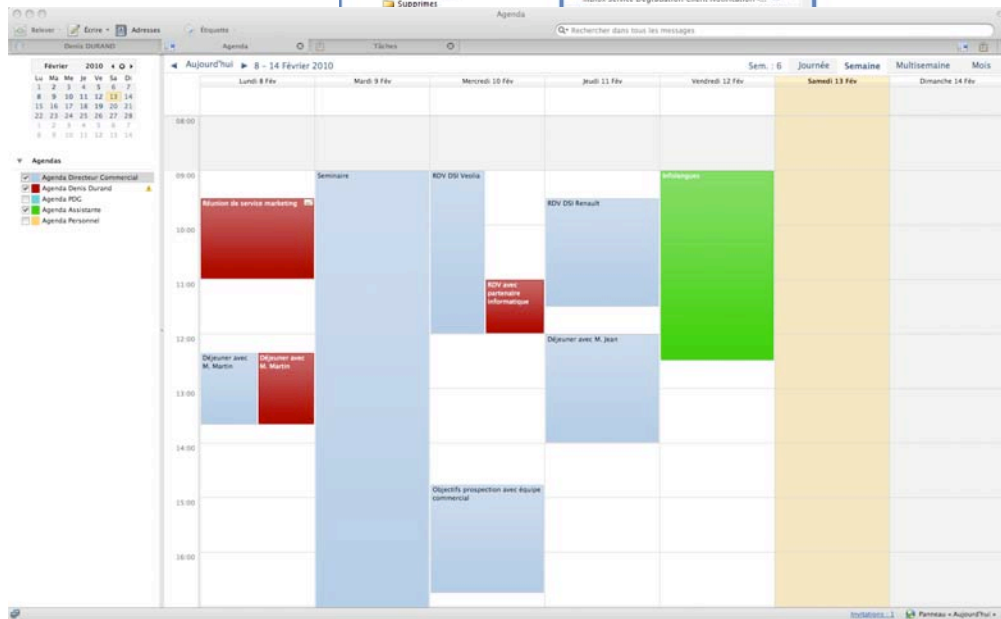 Supprimés
Agenda
Relever Écrire Adresses Étiquette
Rechercher dans tous les messages
Denis DURAND Agenda Tâches
Février 2010
Lu Ma Me Je Ve Sa Di
1 2 3 4 5 6 7
8 9 10 11 12 13 14
15 16 17 18 19 20 21
22 23 24 25 26 27 28
1 2 3 4 5 6 7
8 9 10 11 12 13 14
Agendas
Agenda Directeur Commercial
Agenda Denis Durand
Agenda PDG
Agenda Assistante
Agenda Personnel
Aujourd'hui 8 - 14 Février 2010
Sem. : 6 Journée Semaine Multisemaine Mois
Lundi 8 Fév Mardi 9 Fév Mercredi 10 Fév Jeudi 11 Fév Vendredi 12 Fév Samedi 13 Fév Dimanche 14 Fév
08:00
09:00
Seminaire
RDV DSI Veolia
Infolangues
Réunion de service marketing
RDV DSI Renault
10:00
11:00
RDV avec
partenaire
informatique
12:00
Déjeuner avec M. Jean
Déjeuner avec
M. Martin
Déjeuner avec
M. Martin
13:00
14:00
Objectifs prospection avec équipe
commercial
15:00
16:00
Invitations : 1 Panneau « Aujourd'hui »